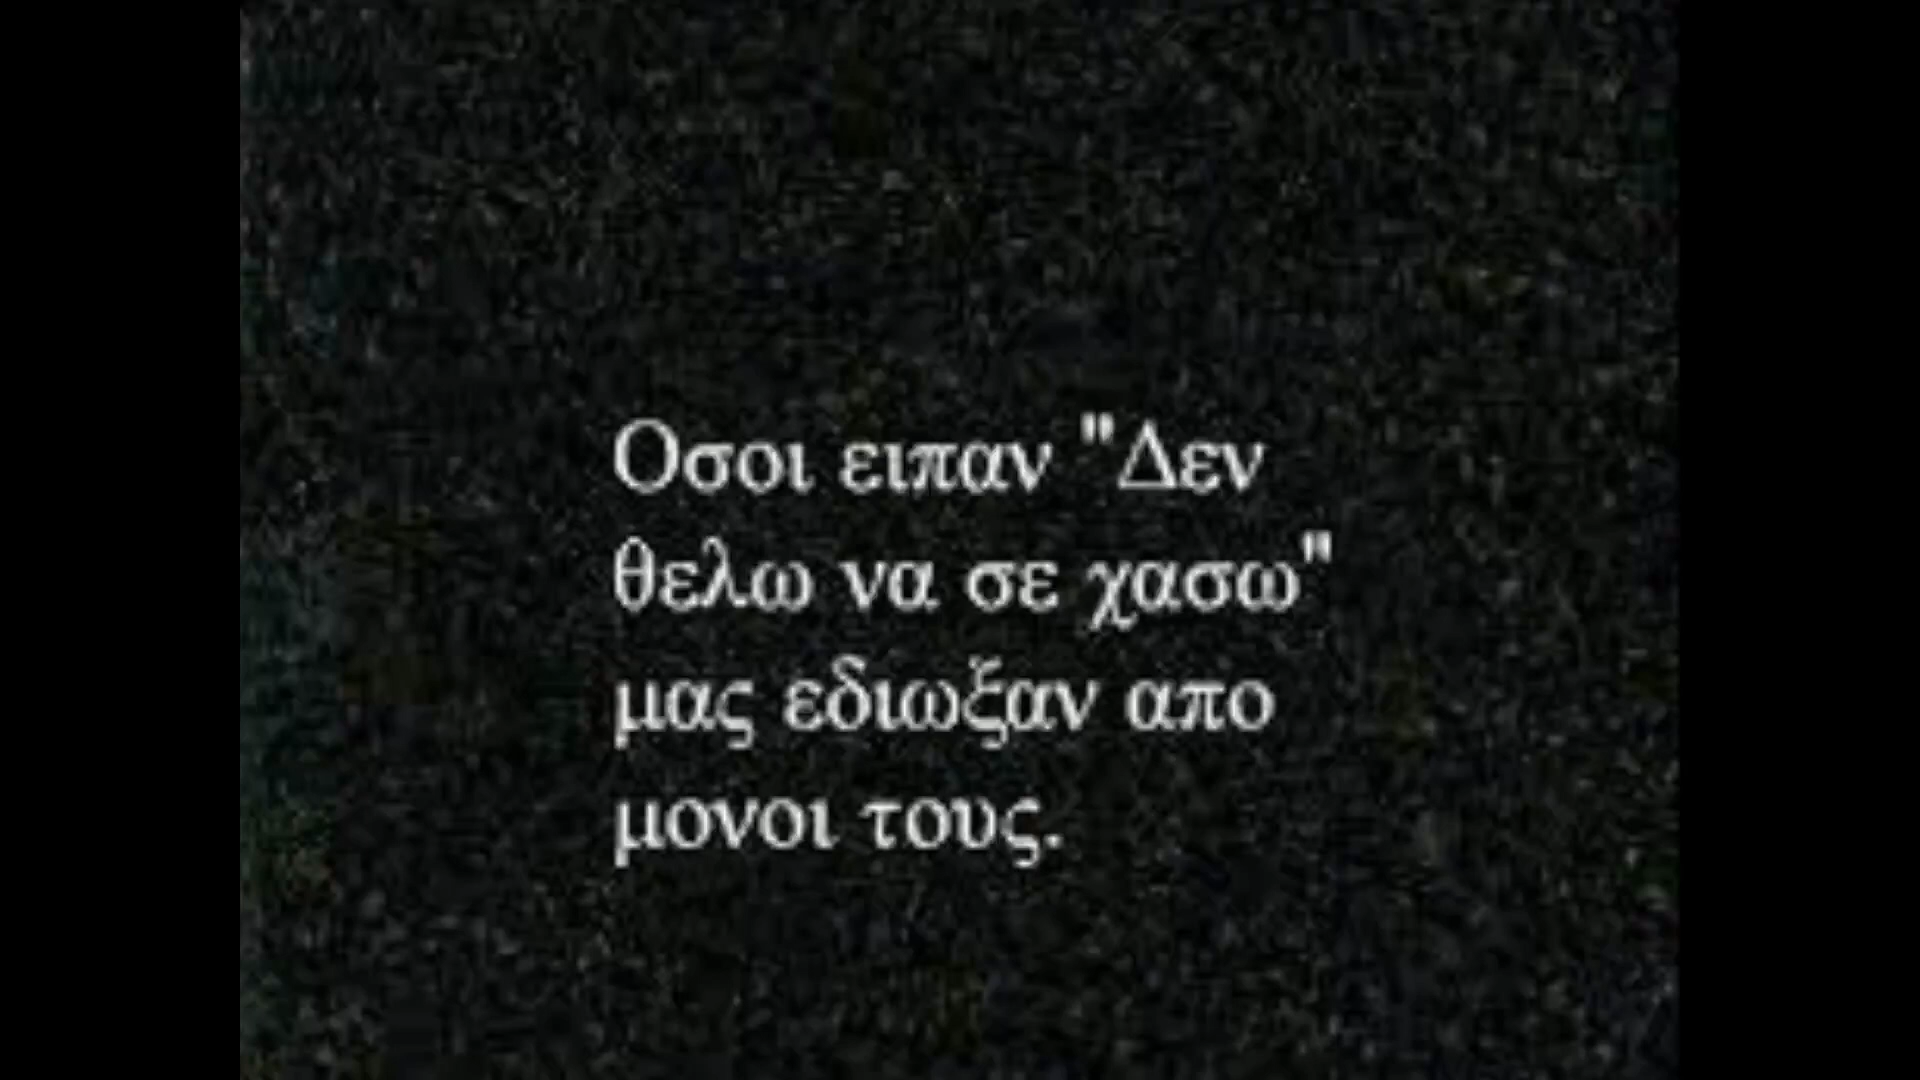 Οσοι ειπαν "Δεν
θελω να σε χασω"
μας εδιωξαν απο
μονοι τους.